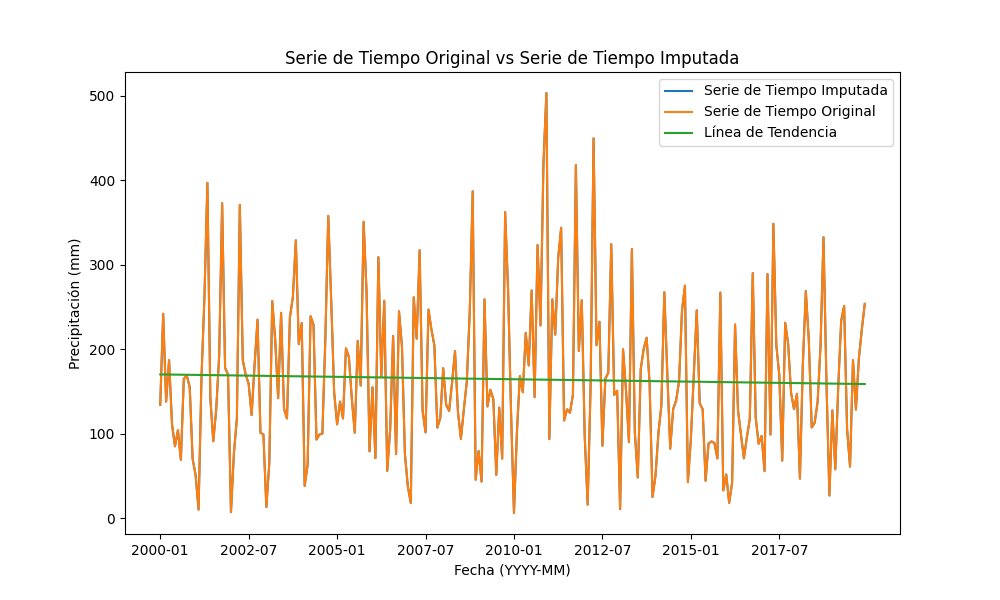 Serie de Tiempo Original vs Serie de Tiempo Imputada
Serie de Tiempo Imputada
Serie de Tiempo Original
Línea de Tendencia
Precipitación (mm)
500
400
300
200
100
0
2000-01 2002-07 2005-01 2007-07 2010-01 2012-07 2015-01 2017-07
Fecha (YYYY-MM)